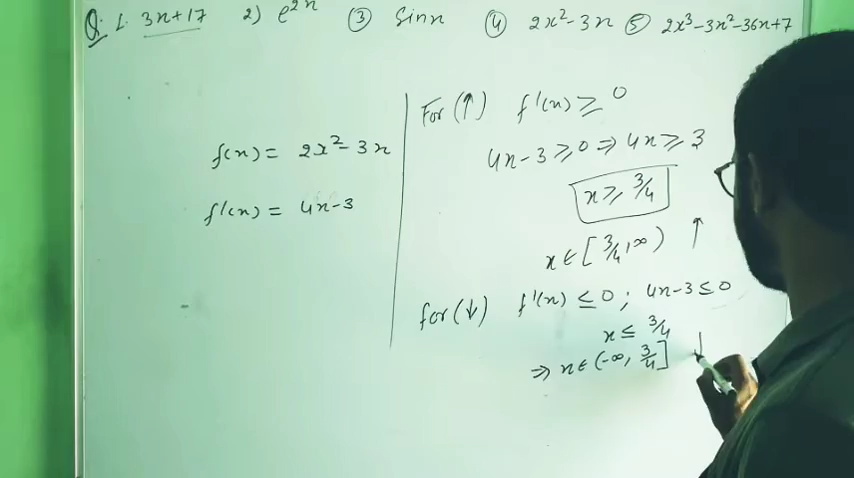 Q: 1. 3x+17 2) e^2x ③ Sinx ④ 2x²-3x ⑤ 2x³-3x²-36x+7
f(x) = 2x²-3x
f'(x) = 4x-3
For (↑) f'(x) ≥ 0
4x-3 ≥ 0 ⇒ 4x ≥ 3
x ≥ 3/4
x ∈ [3/4, ∞) ↑
for (↓) f'(x) ≤ 0 ; 4x-3 ≤ 0
x ≤ 3/4
⇒ x ∈ (-∞, 3/4]